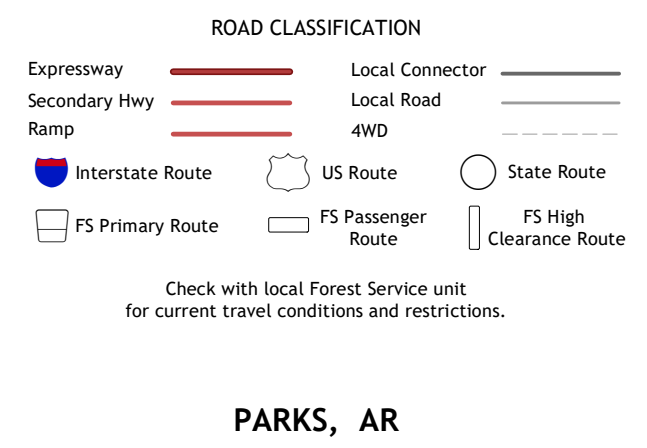 ROAD CLASSIFICATION
Expressway
Secondary Hwy
Ramp
Local Connector
Local Road
4WD
Interstate Route
US Route
State Route
FS Primary Route
FS Passenger
Route
FS High
Clearance Route
Check with local Forest Service unit
for current travel conditions and restrictions.
PARKS, AR